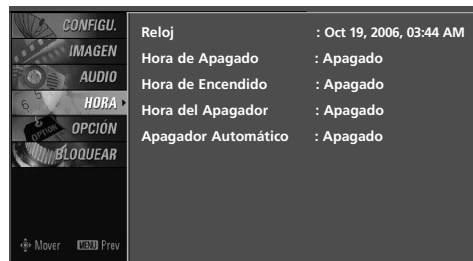 CONFIGU.
IMAGEN
AUDIO
HORA
OPCIÓN
BLOQUEAR
Mover MENU Prev
Reloj : Oct 19, 2006, 03:44 AM
Hora de Apagado : Apagado
Hora de Encendido : Apagado
Hora del Apagador : Apagado
Apagador Automático : Apagado